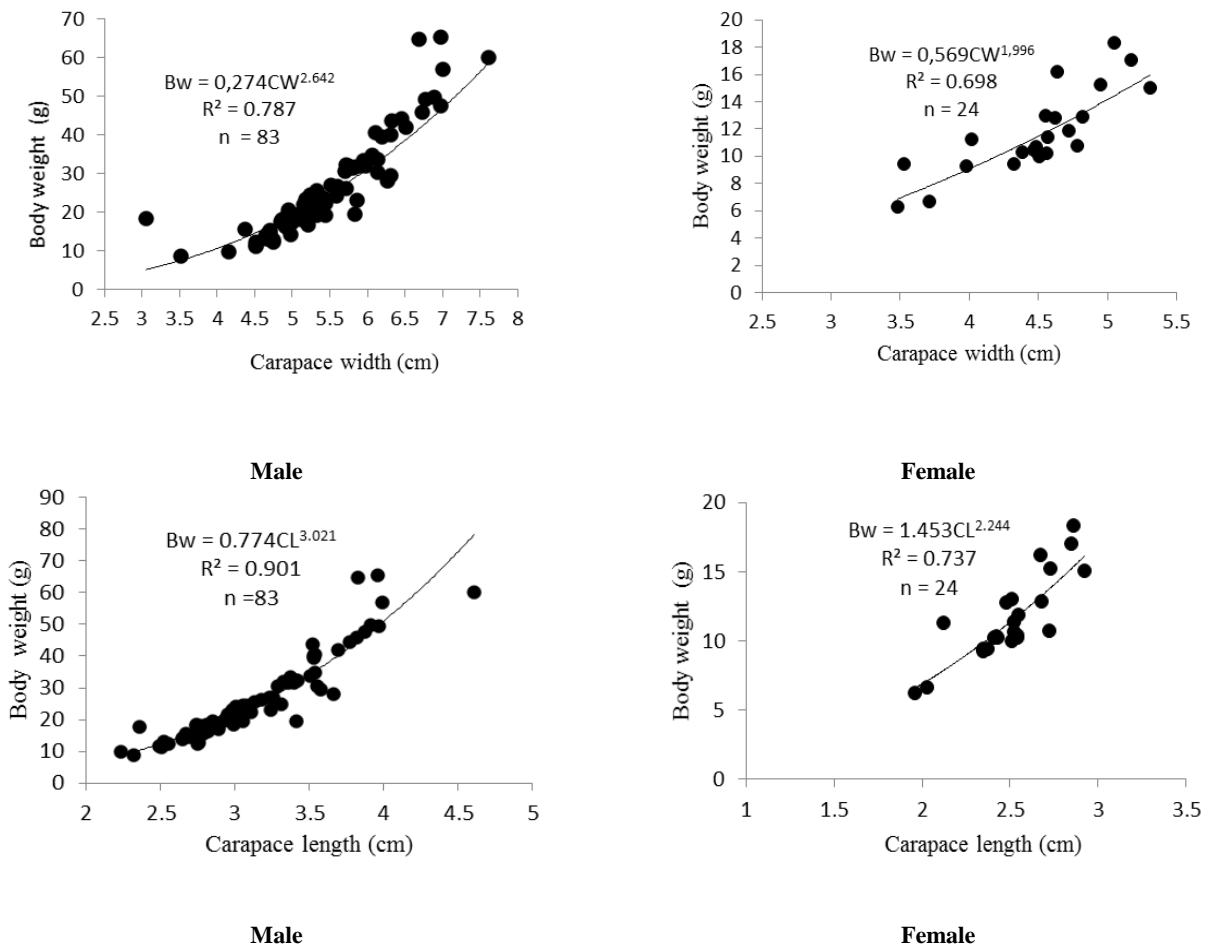 Body weight (g)
70
60
50
40
30
20
10
0
Bw = 0,274CW^2.642
R² = 0.787
n = 83
2.5 3 3.5 4 4.5 5 5.5 6 6.5 7 7.5 8
Carapace width (cm)
Male
Body weight (g)
20
18
16
14
12
10
8
6
4
2
0
Bw = 0,569CW^1,996
R² = 0.698
n = 24
2.5 3 3.5 4 4.5 5 5.5
Carapace width (cm)
Female
Body weight (g)
90
80
70
60
50
40
30
20
10
0
Bw = 0.774CL^3.021
R² = 0.901
n =83
2 2.5 3 3.5 4 4.5 5
Carapace length (cm)
Male
Body weight (g)
20
15
10
5
0
Bw = 1.453CL^2.244
R² = 0.737
n = 24
1 1.5 2 2.5 3 3.5
Carapace length (cm)
Female